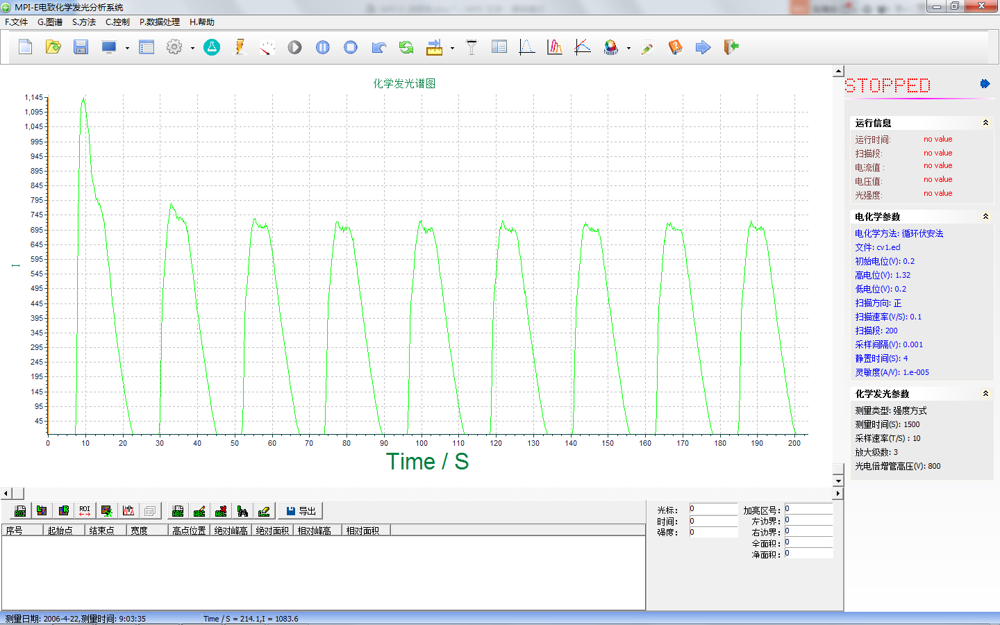 MPI-E电致化学发光分析系统
F.文件 G.图谱 S.方法 C.控制 P.数据处理 H.帮助
化学发光谱图
1,145
1,095
1,045
995
945
895
845
795
745
695
645
595
545
495
445
395
345
295
245
195
145
95
45
I
0 10 20 30 40 50 60 70 80 90 100 110 120 130 140 150 160 170 180 190 200
Time / S
STOPPED
运行信息
运行时间: no value
扫描段: no value
电流值 : no value
电压值: no value
光强度: no value
电化学参数
电化学方法: 循环伏安法
文件: cv1.ecl
初始电位(V): 0.2
高电位(V): 1.32
低电位(V): 0.2
扫描方向: 正
扫描速率(V/S): 0.1
扫描段: 200
采样间隔(V): 0.001
静置时间(S): 4
灵敏度(A/V): 1.e-005
化学发光参数
测量类型: 强度方式
测量时间(S): 1500
采样速率(T/S) : 10
放大级数: 3
光电倍增管高压(V): 800
ROI 导出
序号 起始点 结束点 宽度 高点位置 绝对峰高 绝对面积 相对峰高 相对面积
光标: 0
时间: 0
强度: 0
加亮区号: 0
左边界: 0
右边界: 0
全面积: 0
净面积: 0
测量日期: 2006-4-22,测量时间: 9:03:35 Time / S = 214.1,I = 1083.6